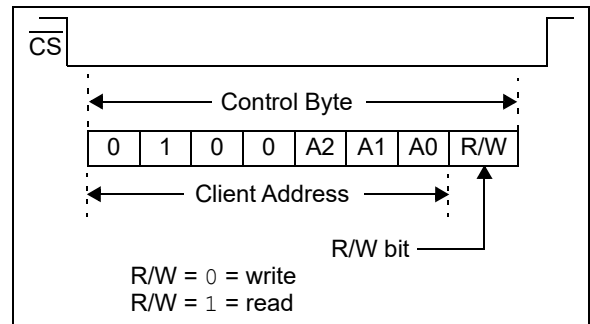 CS
Control Byte
0 1 0 0 A2 A1 A0 R/W
Client Address
R/W bit
R/W = 0 = write
R/W = 1 = read